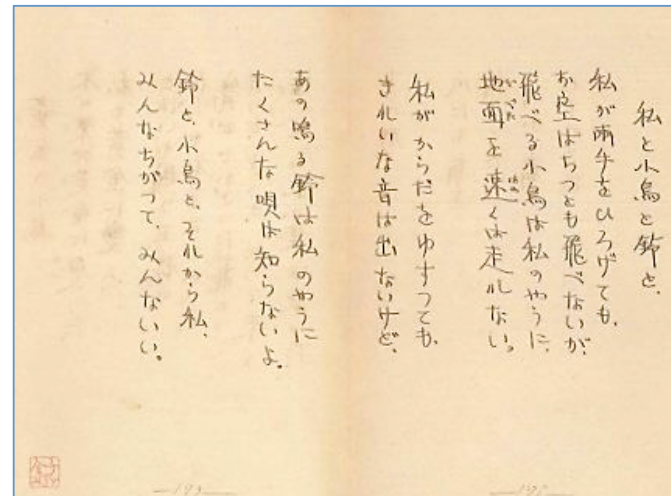 私と小鳥と鈴と。
私が両手をひろげても、
お空はちつとも飛べないが、
飛べる小鳥は私のやうに、
地面を速くは走れない。
私がからだをゆすつても、
きれいな音は出ないけど、
あの鳴る鈴は私のやうに
たくさんな唄は知らないよ。
鈴と、小鳥と、それから私、
みんなちがつて、みんないい。